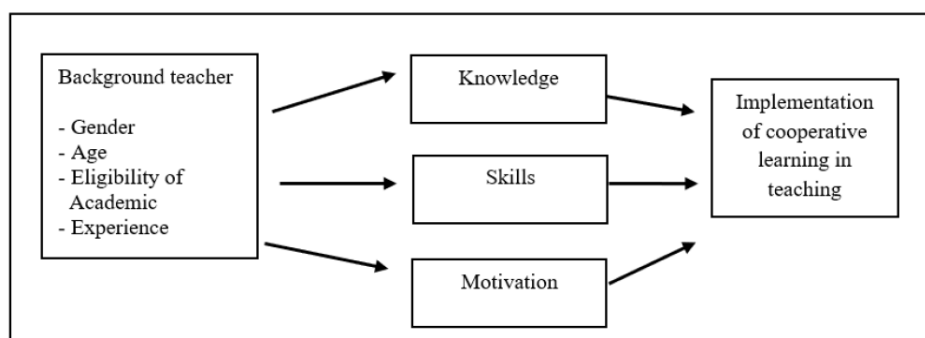 Background teacher
- Gender
- Age
- Eligibility of
Academic
- Experience
Knowledge
Skills
Motivation
Implementation
of cooperative
learning in
teaching